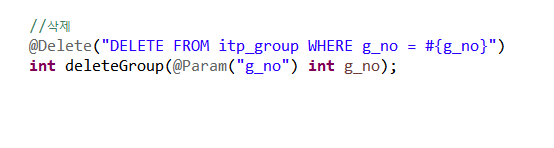 //삭제
@Delete("DELETE FROM itp_group WHERE g_no = #{g_no}")
int deleteGroup(@Param("g_no") int g_no);